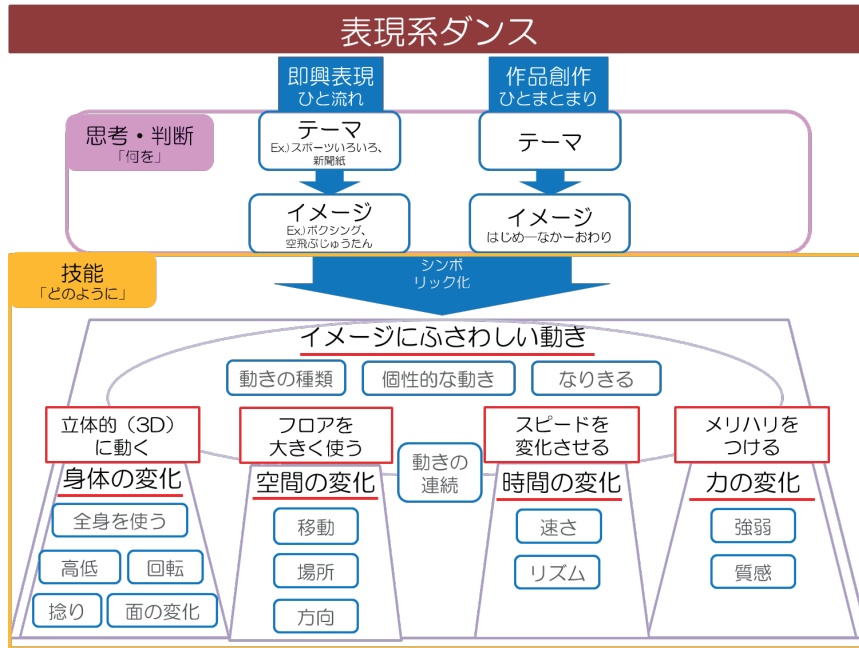 表現系ダンス
即興表現
ひと流れ
作品創作
ひとまとまり
思考・判断
「何を」
テーマ
Ex.)スポーツいろいろ、
新聞紙
テーマ
イメージ
Ex.)ボクシング、
空飛ぶじゅうたん
イメージ
はじめ―なかーおわり
技能
「どのように」
シンボ
リック化
イメージにふさわしい動き
動きの種類
個性的な動き
なりきる
立体的（3D）
に動く
フロアを
大きく使う
スピードを
変化させる
メリハリを
つける
動きの
連続
身体の変化
空間の変化
時間の変化
力の変化
全身を使う
高低
回転
捻り
面の変化
移動
場所
方向
速さ
リズム
強弱
質感